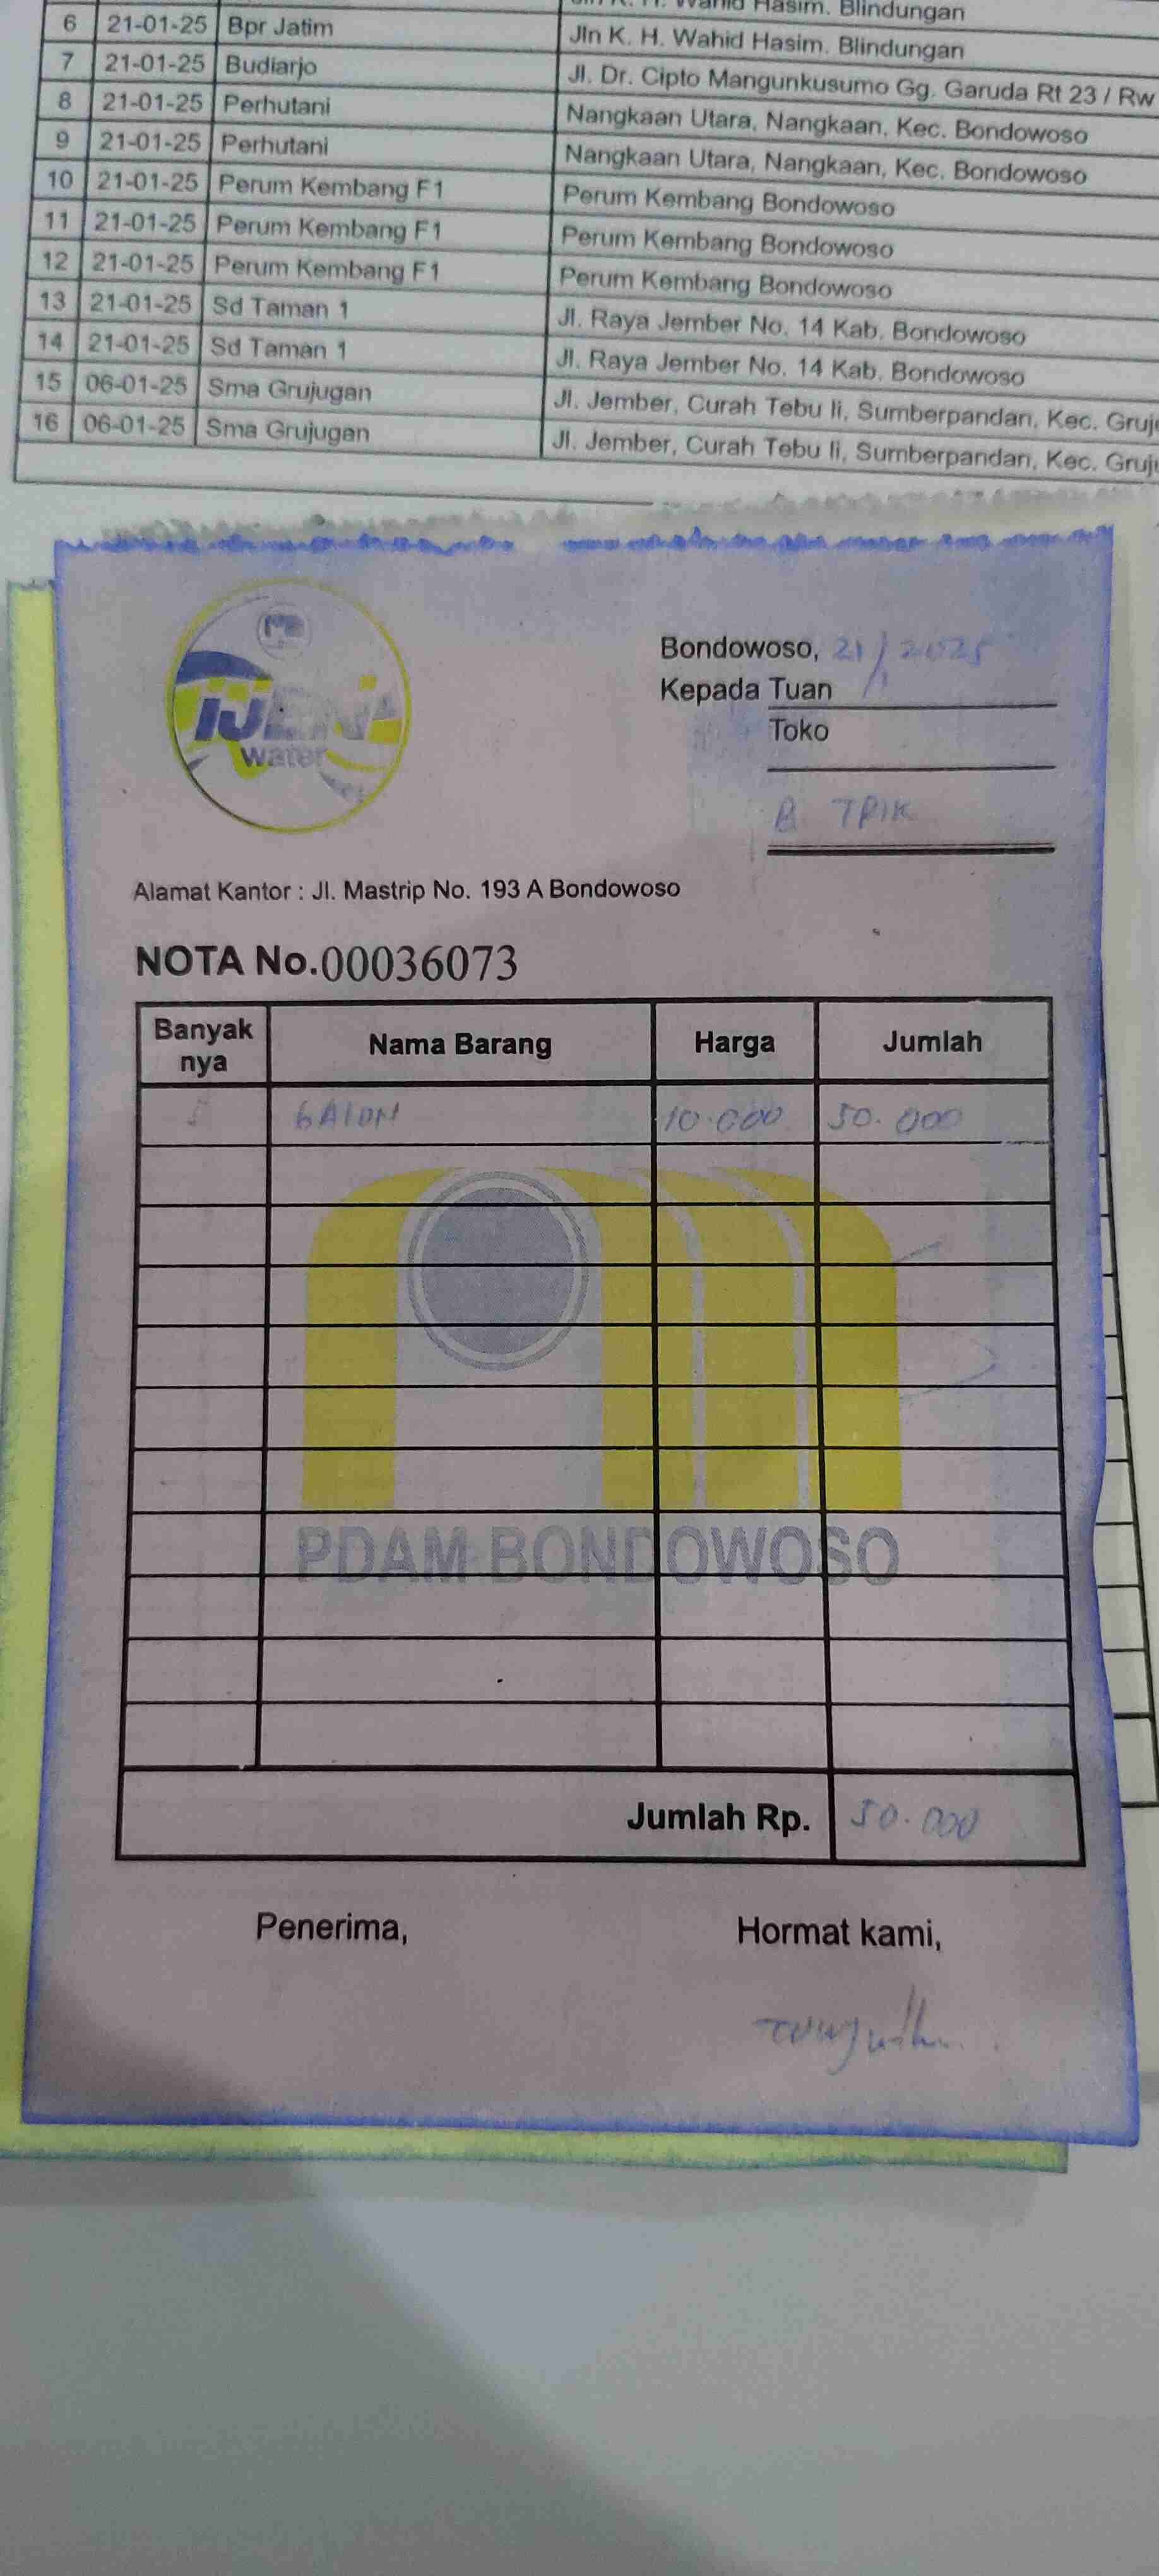 Jln K. H. Wahid Hasim. Blindungan
6 21-01-25 Bpr Jatim Jln K. H. Wahid Hasim. Blindungan
7 21-01-25 Budiarjo Jl. Dr. Cipto Mangunkusumo Gg. Garuda Rt 23 / Rw
8 21-01-25 Perhutani Nangkaan Utara, Nangkaan, Kec. Bondowoso
9 21-01-25 Perhutani Nangkaan Utara, Nangkaan, Kec. Bondowoso
10 21-01-25 Perum Kembang F1 Perum Kembang Bondowoso
11 21-01-25 Perum Kembang F1 Perum Kembang Bondowoso
12 21-01-25 Perum Kembang F1 Perum Kembang Bondowoso
13 21-01-25 Sd Taman 1 Jl. Raya Jember No. 14 Kab. Bondowoso
14 21-01-25 Sd Taman 1 Jl. Raya Jember No. 14 Kab. Bondowoso
15 06-01-25 Sma Grujugan Jl. Jember, Curah Tebu Ii, Sumberpandan, Kec. Gruj
16 06-01-25 Sma Grujugan Jl. Jember, Curah Tebu Ii, Sumberpandan, Kec. Gruj
IJEN
Water
Bondowoso, 21/1 2025
Kepada Tuan
Toko
B TRIK
Alamat Kantor : Jl. Mastrip No. 193 A Bondowoso
NOTA No.00036073
Banyak nya Nama Barang Harga Jumlah
5 GALON 10.000 50.000
PDAM BONDOWOSO
Jumlah Rp. 50.000
Penerima, Hormat kami,